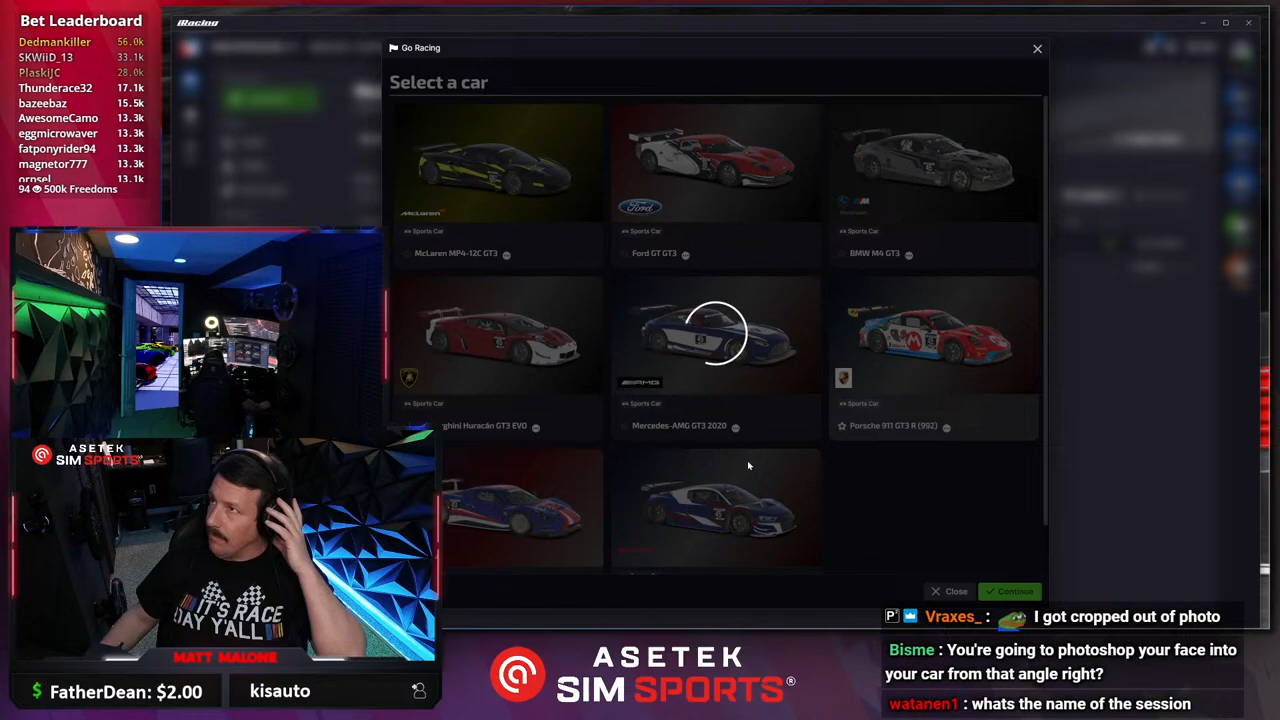 Bet Leaderboard
Dedmankiller 56.0k
SKWiiD_13 33.1k
PlaskiJC 28.0k
Thunderace32 17.1k
bazeebaz 15.5k
AwesomeCamo 13.3k
eggmicrowaver 13.3k
fatponyrider94 13.3k
magnetor777 13.3k
ornsel 13.1k
94 500k Freedoms
iRacing
Go Racing
Select a car
McLaren
Sports Car
McLaren MP4-12C GT3
Ford
Sports Car
Ford GT GT3
Sports Car
BMW M4 GT3
Sports Car
rghini Huracán GT3 EVO
AMG
Sports Car
Mercedes-AMG GT3 2020
Sports Car
Porsche 911 GT3 R (992)
Close
Continue
ASETEK
SIM SPORTS
IT'S RACE
DAY Y'ALL
MATT MALONE
$ FatherDean: $2.00
kisauto
ASETEK
SIM SPORTS®
Vraxes_ : I got cropped out of photo
Bisme : You're going to photoshop your face into
your car from that angle right?
watanen1 : whats the name of the session